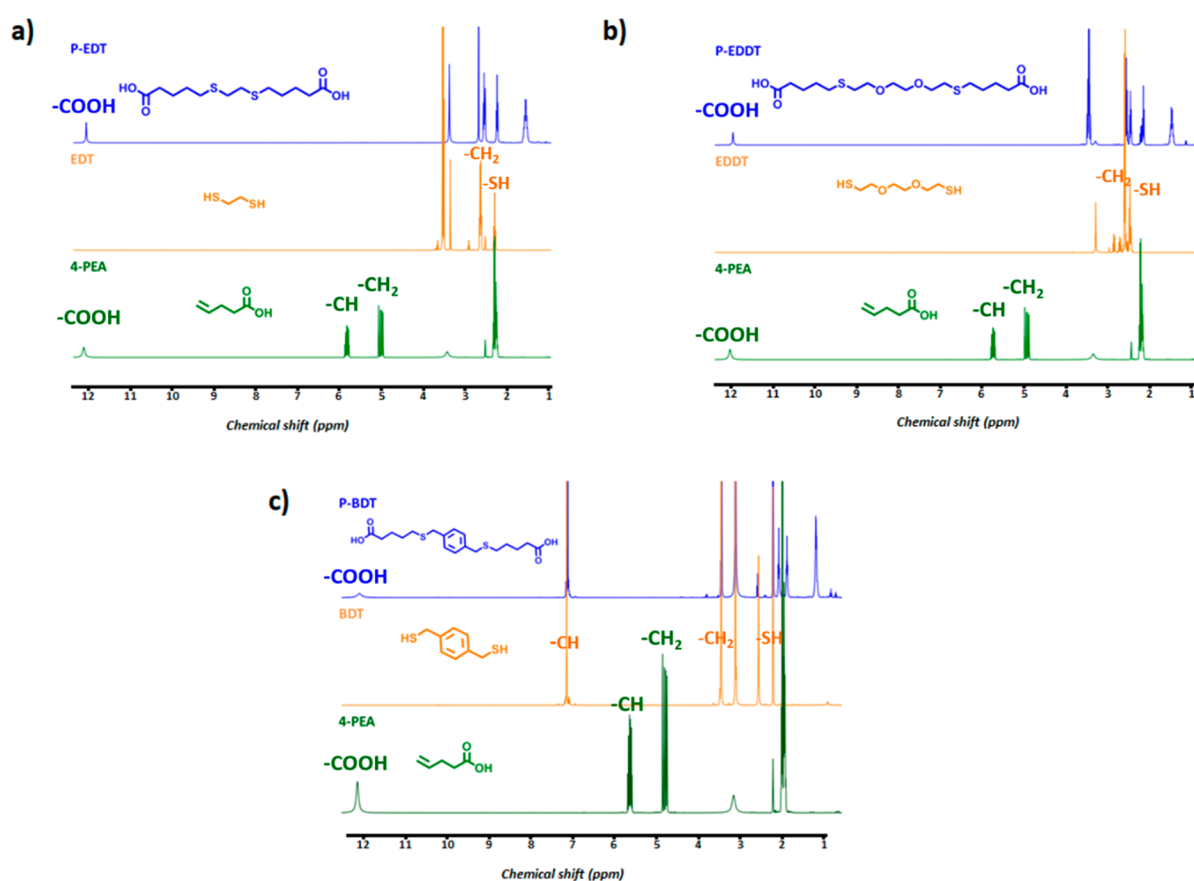 a)
P-EDT
HO
O
S
S
O
OH
-COOH
EDT
HS
SH
-CH2
-SH
4-PEA
O
OH
-COOH
-CH
-CH2
12 11 10 9 8 7 6 5 4 3 2 1
Chemical shift (ppm)
b)
P-EDDT
HO
O
S
O
O
S
O
OH
-COOH
EDDT
HS
O
O
SH
-CH2
-SH
4-PEA
O
OH
-COOH
-CH
-CH2
12 11 10 9 8 7 6 5 4 3 2 1
Chemical shift (ppm)
c)
P-BDT
O
HO
S
S
OH
O
-COOH
BDT
HS
SH
-CH
-CH2
-SH
4-PEA
O
OH
-COOH
-CH
-CH2
12 11 10 9 8 7 6 5 4 3 2 1
Chemical shift (ppm)